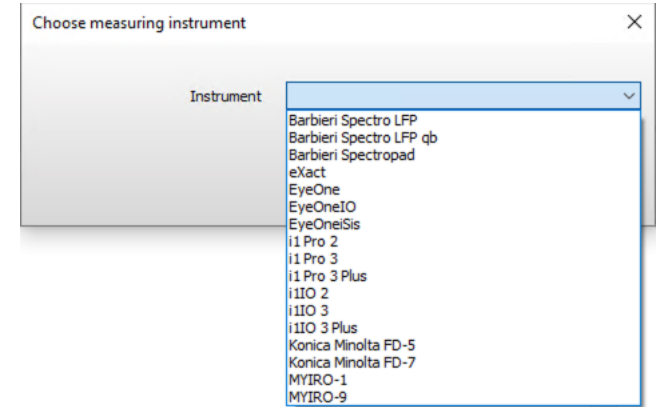 Choose measuring instrument
Instrument
Barbieri Spectro LFP
Barbieri Spectro LFP qb
Barbieri Spectropad
eXact
EyeOne
EyeOneIO
EyeOneiSis
i1 Pro 2
i1 Pro 3
i1 Pro 3 Plus
i1IO 2
i1IO 3
i1IO 3 Plus
Konica Minolta FD-5
Konica Minolta FD-7
MYIRO-1
MYIRO-9